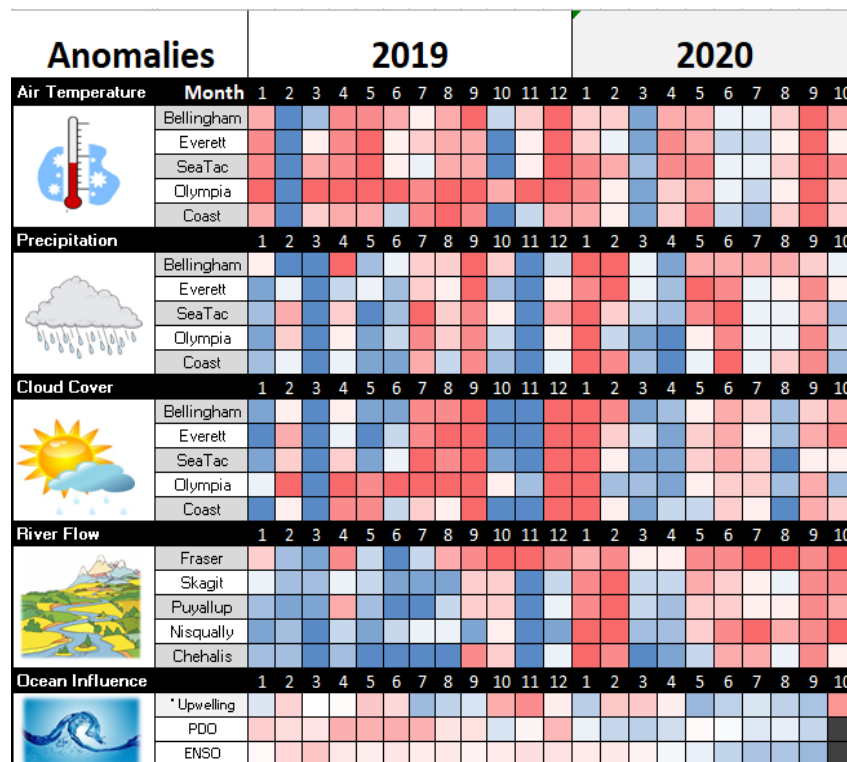 Anomalies 2019 2020
Air Temperature Month 1 2 3 4 5 6 7 8 9 10 11 12 1 2 3 4 5 6 7 8 9 10
Bellingham
Everett
SeaTac
Olympia
Coast
Precipitation 1 2 3 4 5 6 7 8 9 10 11 12 1 2 3 4 5 6 7 8 9 10
Bellingham
Everett
SeaTac
Olympia
Coast
Cloud Cover 1 2 3 4 5 6 7 8 9 10 11 12 1 2 3 4 5 6 7 8 9 10
Bellingham
Everett
SeaTac
Olympia
Coast
River Flow 1 2 3 4 5 6 7 8 9 10 11 12 1 2 3 4 5 6 7 8 9 10
Fraser
Skagit
Puyallup
Nisqually
Chehalis
Ocean Influence 1 2 3 4 5 6 7 8 9 10 11 12 1 2 3 4 5 6 7 8 9 10
*Upwelling
PDO
ENSO